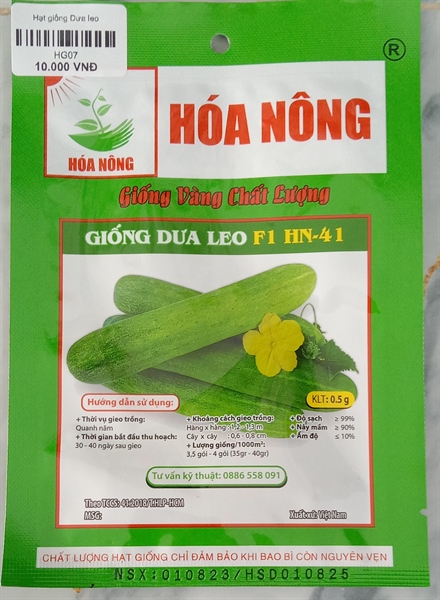 Hạt giống Dưa leo
HG07
10.000 VNĐ
®
HÓA NÔNG
HÓA NÔNG
Giống Vàng Chất Lượng
GIỐNG DƯA LEO F1 HN-41
Hướng dẫn sử dụng:
KLT: 0.5 g
+ Thời vụ gieo trồng:
Quanh năm
+ Thời gian bắt đầu thu hoạch:
30 - 40 ngày sau gieo
+ Khoảng cách gieo trồng:
Hàng x hàng : 1,2 - 1,3 m
Cây x cây : 0,6 - 0,8 cm
+ Lượng giống/1000m²:
3,5 gói - 4 gói (35gr - 40gr)
+ Độ sạch ≥ 99%
+ Nảy mầm ≥ 90%
+ Ẩm độ ≤ 10%
Tư vấn kỹ thuật: 0886 558 091
Theo TCCS: 41:2018/HHLP-HCM
MSG:
Xuất xứ: Việt Nam
CHẤT LƯỢNG HẠT GIỐNG CHỈ ĐẢM BẢO KHI BAO BÌ CÒN NGUYÊN VẸN
NSX:010823/HSD010825